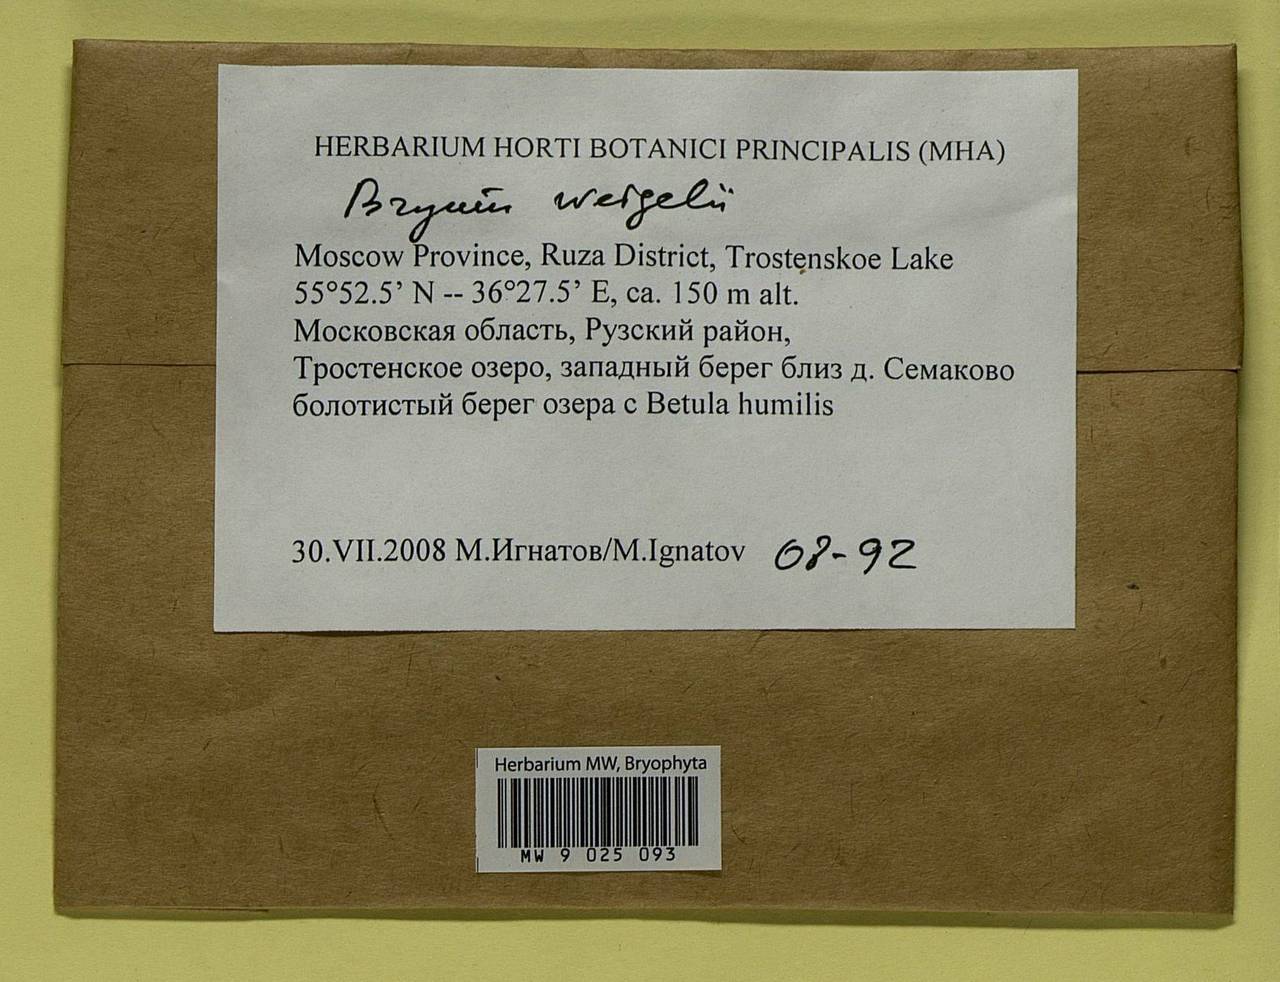 HERBARIUM HORTI BOTANICI PRINCIPALIS (MHA)
Bryum weigelii
Moscow Province, Ruza District, Trostenskoe Lake
55°52.5' N -- 36°27.5' E, ca. 150 m alt.
Московская область, Рузский район,
Тростенское озеро, западный берег близ д. Семаково
болотистый берег озера с Betula humilis
30.VII.2008 М.Игнатов/M.Ignatov 08-92
Herbarium MW, Bryophyta
MW 9 025 093